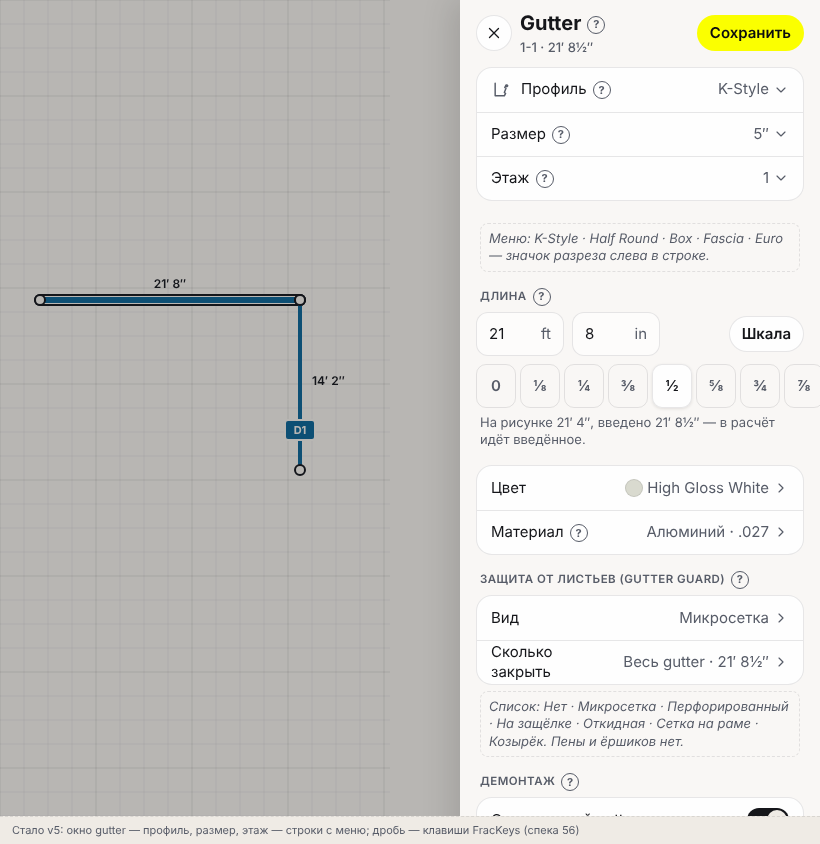 Gutter ?
1-1 · 21′ 8½″
Сохранить
Профиль ? K-Style
Размер ? 5″
Этаж ? 1
Меню: K-Style · Half Round · Box · Fascia · Euro
— значок разреза слева в строке.
21′ 8″
14′ 2″
D1
ДЛИНА ?
21 ft 8 in Шкала
0 ⅛ ¼ ⅜ ½ ⅝ ¾ ⅞
На рисунке 21′ 4″, введено 21′ 8½″ — в расчёт
идёт введённое.
Цвет High Gloss White
Материал ? Алюминий · .027
ЗАЩИТА ОТ ЛИСТЬЕВ (GUTTER GUARD) ?
Вид Микросетка
Сколько
закрыть Весь gutter · 21′ 8½″
Список: Нет · Микросетка · Перфорированный
· На защёлке · Откидная · Сетка на раме ·
Козырёк. Пены и ёршиков нет.
ДЕМОНТАЖ ?
Стало v5: окно gutter — профиль, размер, этаж — строки с меню; дробь — клавиши FracKeys (спека 56)